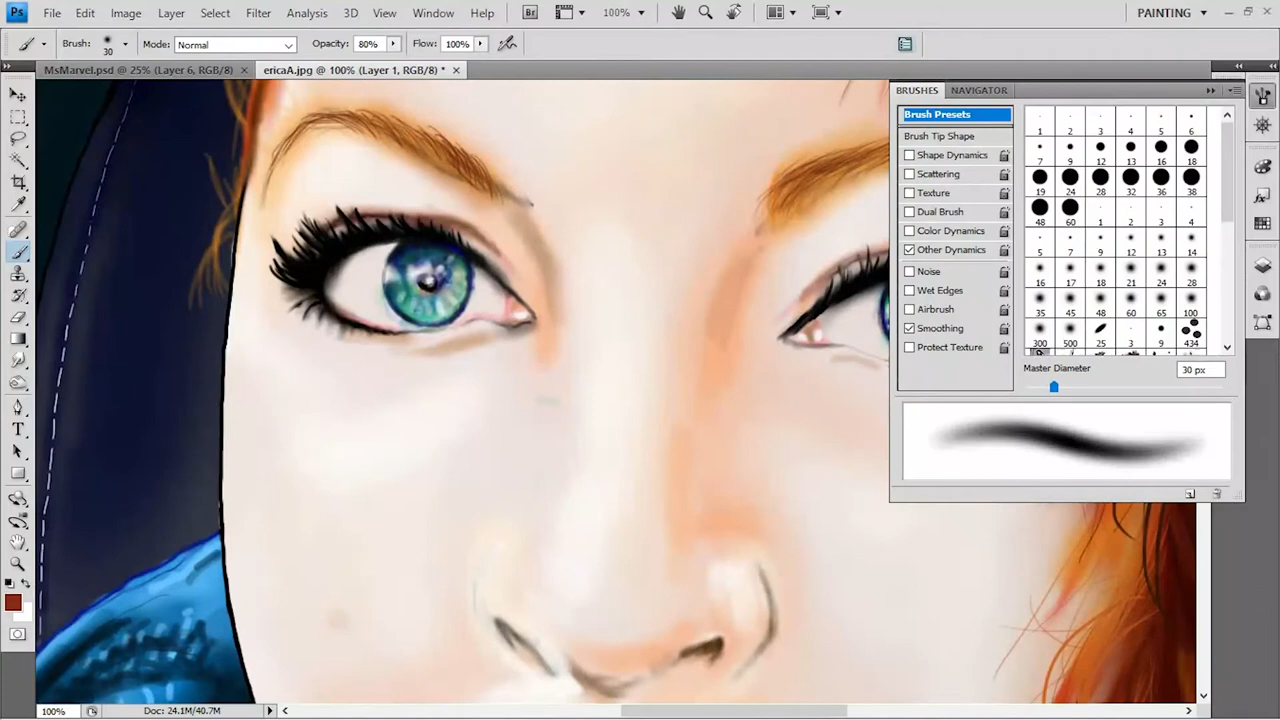 Ps File Edit Image Layer Select Filter Analysis 3D View Window Help Br 100% PAINTING
Brush: 30 Mode: Normal Opacity: 80% Flow: 100%
MsMarvel.psd @ 25% (Layer 6, RGB/8) ericaA.jpg @ 100% (Layer 1, RGB/8) *
BRUSHES NAVIGATOR
Brush Presets
Brush Tip Shape
Shape Dynamics
Scattering
Texture
Dual Brush
Color Dynamics
Other Dynamics
Noise
Wet Edges
Airbrush
Smoothing
Protect Texture
1 2 3 4 5 6
7 9 12 13 16 18
19 24 28 32 36 38
48 60 1 2 3 4
5 7 9 12 13 14
16 17 18 21 24 28
35 45 48 60 65 100
300 500 25 3 9 434
Master Diameter
30 px
T
100% Doc: 24.1M/40.7M